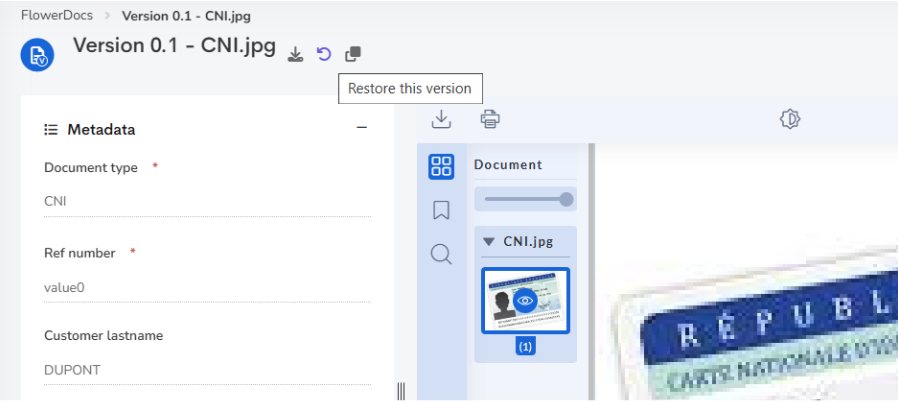 FlowerDocs > Version 0.1 - CNI.jpg
Version 0.1 - CNI.jpg
Restore this version
Metadata
Document type *
CNI
Ref number *
value0
Customer lastname
DUPONT
Document
CNI.jpg
(1)
RÉPUBL
CARTE NATIONALE D'